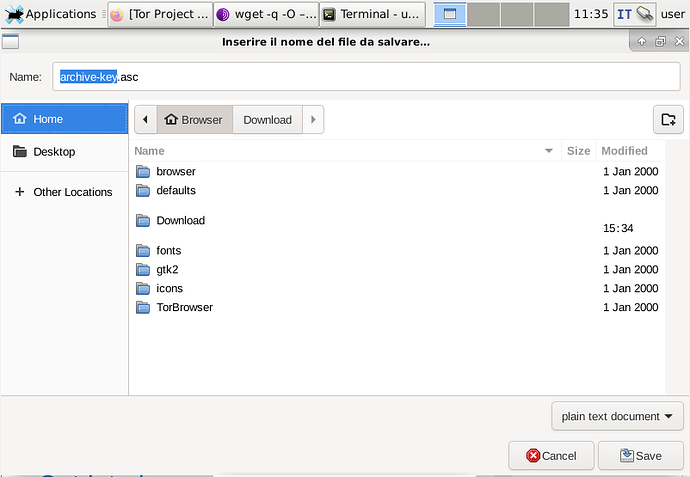 Applications [Tor Project ... wget -q -O –... Terminal - u... 11:35 IT user
Inserire il nome del file da salvare...
Name: archive-key.asc
Home Browser Download
Desktop Name Size Modified
Other Locations
browser 1 Jan 2000
defaults 1 Jan 2000
Download 15:34
fonts 1 Jan 2000
gtk2 1 Jan 2000
icons 1 Jan 2000
TorBrowser 1 Jan 2000
plain text document
Cancel Save